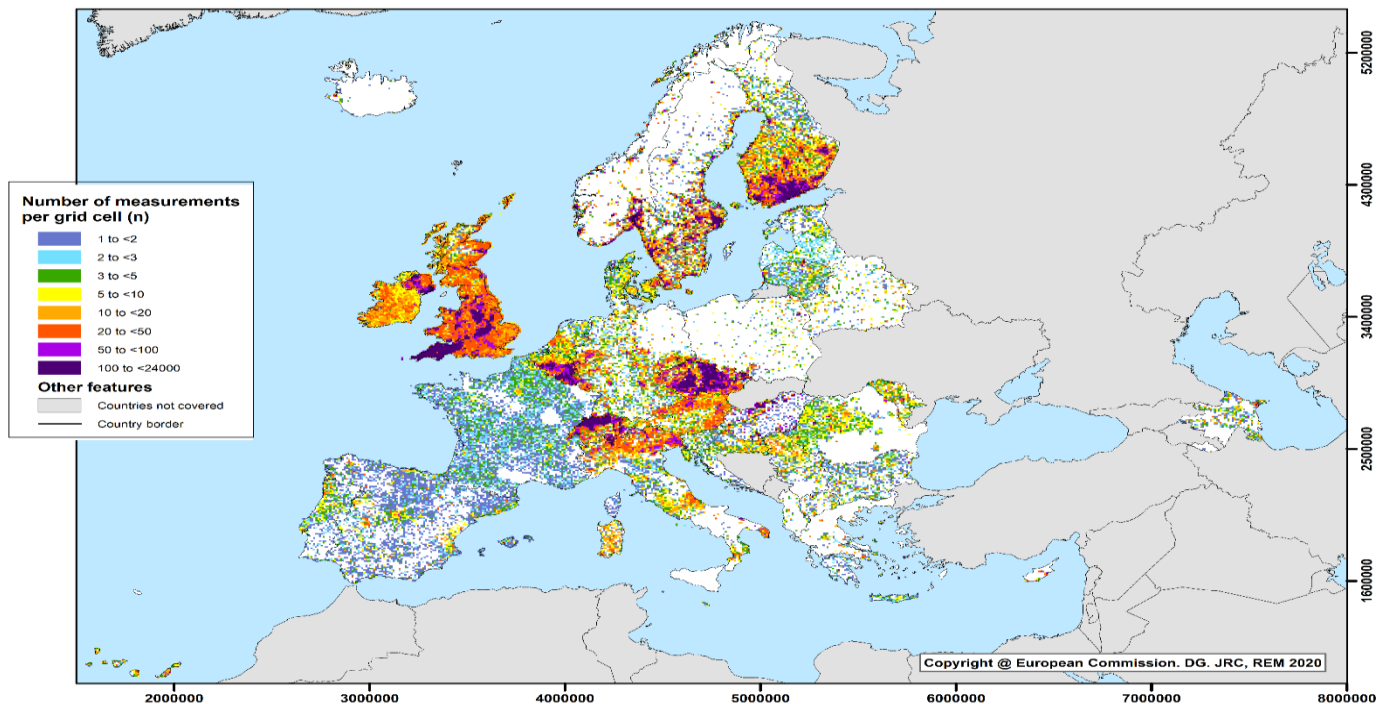 Number of measurements
per grid cell (n)
1 to <2
2 to <3
3 to <5
5 to <10
10 to <20
20 to <50
50 to <100
100 to <24000
Other features
Countries not covered
Country border
5200000
4300000
3400000
2500000
1600000
Copyright @ European Commission. DG. JRC, REM 2020
2000000 3000000 4000000 5000000 6000000 7000000 8000000